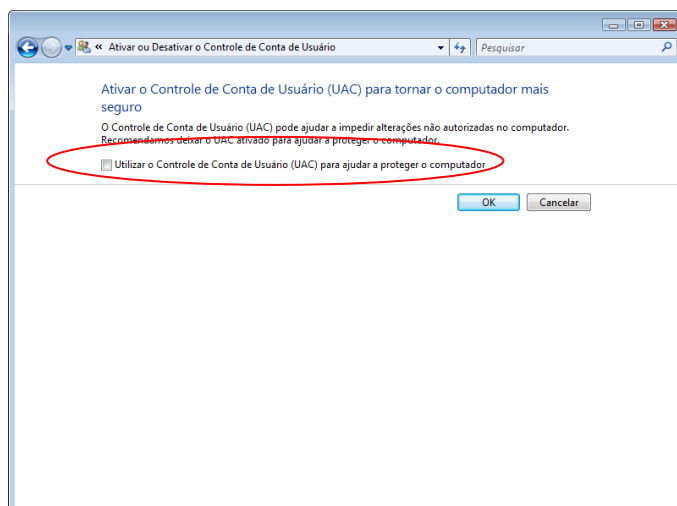 « Ativar ou Desativar o Controle de Conta de Usuário
Pesquisar
Ativar o Controle de Conta de Usuário (UAC) para tornar o computador mais
seguro
O Controle de Conta de Usuário (UAC) pode ajudar a impedir alterações não autorizadas no computador.
Recomendamos deixar o UAC ativado para ajudar a proteger o computador.
Utilizar o Controle de Conta de Usuário (UAC) para ajudar a proteger o computador
OK
Cancelar